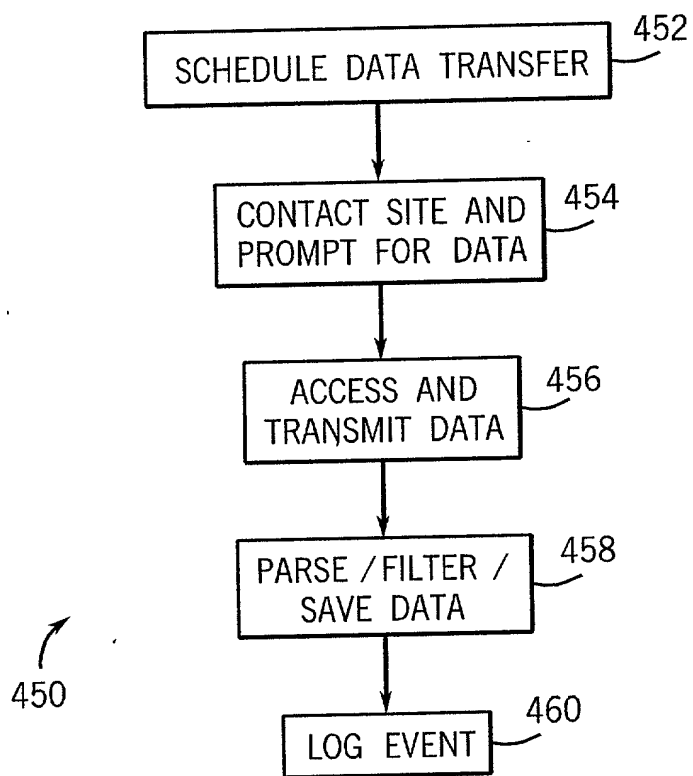 452
SCHEDULE DATA TRANSFER
454
CONTACT SITE AND
PROMPT FOR DATA
456
ACCESS AND
TRANSMIT DATA
458
PARSE / FILTER /
SAVE DATA
450
460
LOG EVENT